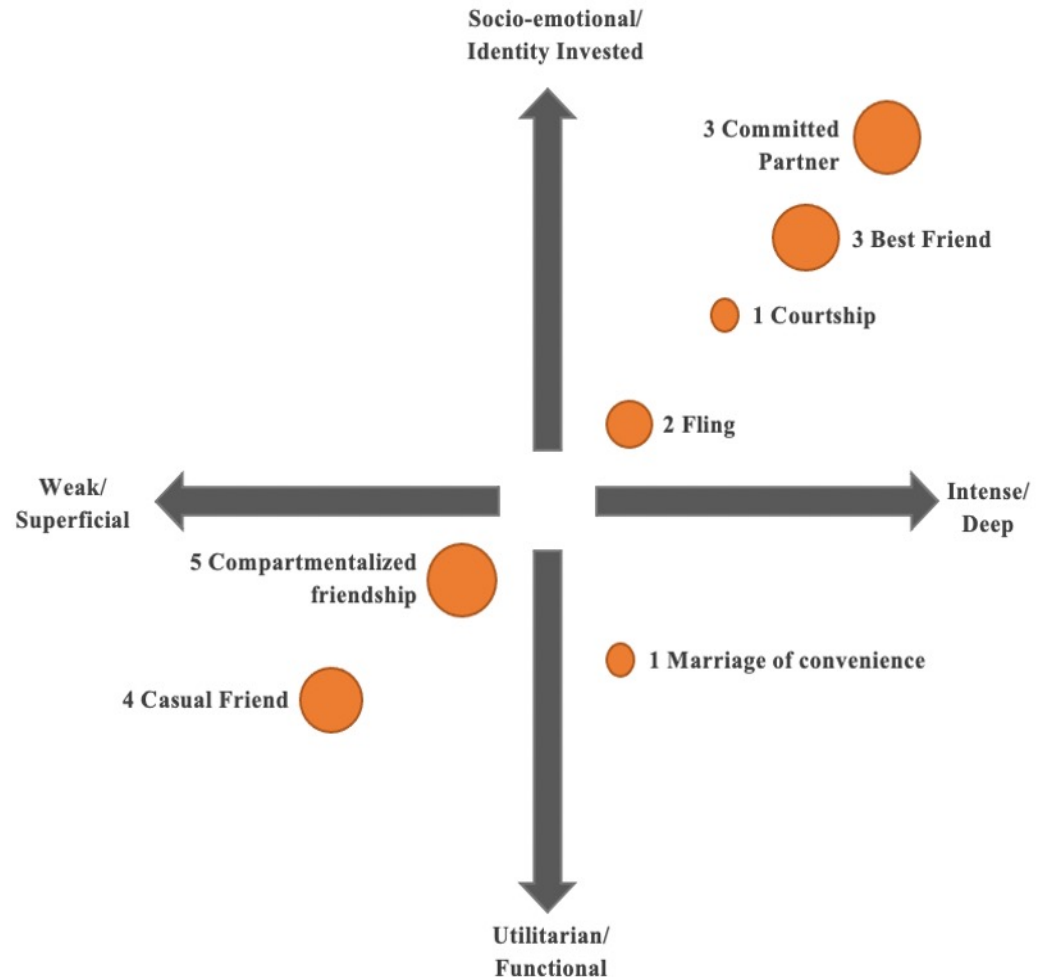 Socio-emotional/
Identity Invested
3 Committed
Partner
3 Best Friend
1 Courtship
2 Fling
Weak/
Superficial
Intense/
Deep
5 Compartmentalized
friendship
1 Marriage of convenience
4 Casual Friend
Utilitarian/
Functional